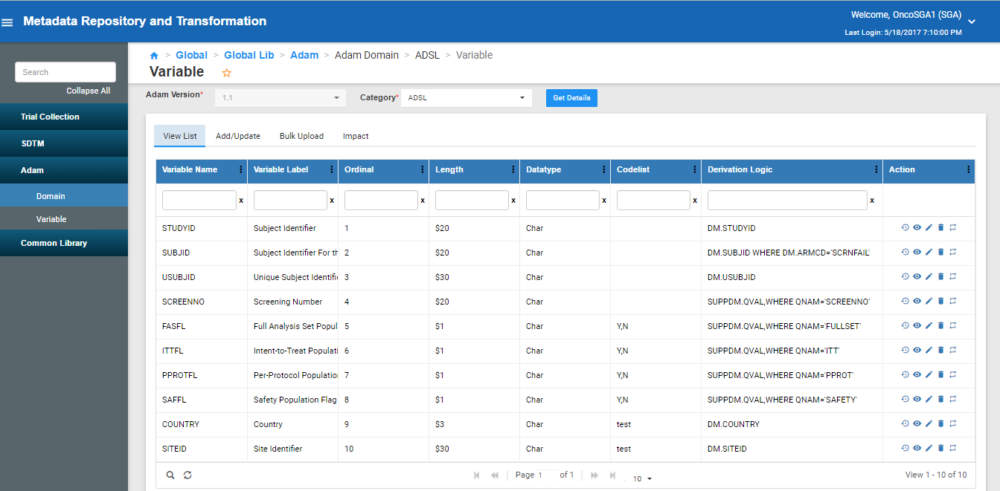 Metadata Repository and Transformation
Welcome, OncoSGA1 (SGA)
Last Login: 5/18/2017 7:10:00 PM
Search
Collapse All
Trial Collection
SDTM
Adam
Domain
Variable
Common Library
> Global > Global Lib > Adam > Adam Domain > ADSL > Variable
Variable
Adam Version* 1.1 Category* ADSL Get Details
View List Add/Update Bulk Upload Impact
Variable Name Variable Label Ordinal Length Datatype Codelist Derivation Logic Action
x x x x x x x
STUDYID Subject Identifier 1 $20 Char DM.STUDYID
SUBJID Subject Identifier For th 2 $20 Char DM.SUBJID WHERE DM.ARMCD='SCRNFAIL'
USUBJID Unique Subject Identifi 3 $30 Char DM.USUBJID
SCREENNO Screening Number 4 $20 Char SUPPDM.QVAL,WHERE QNAM='SCREENNO'
FASFL Full Analysis Set Popul 5 $1 Char Y,N SUPPDM.QVAL,WHERE QNAM='FULLSET'
ITTFL Intent-to-Treat Populati 6 $1 Char Y,N SUPPDM.QVAL,WHERE QNAM='ITT'
PPROTFL Per-Protocol Population 7 $1 Char Y,N SUPPDM.QVAL,WHERE QNAM='PPROT'
SAFFL Safety Population Flag 8 $1 Char Y,N SUPPDM.QVAL,WHERE QNAM='SAFETY'
COUNTRY Country 9 $3 Char test DM.COUNTRY
SITEID Site Identifier 10 $30 Char test DM.SITEID
Page 1 of 1 10 View 1 - 10 of 10